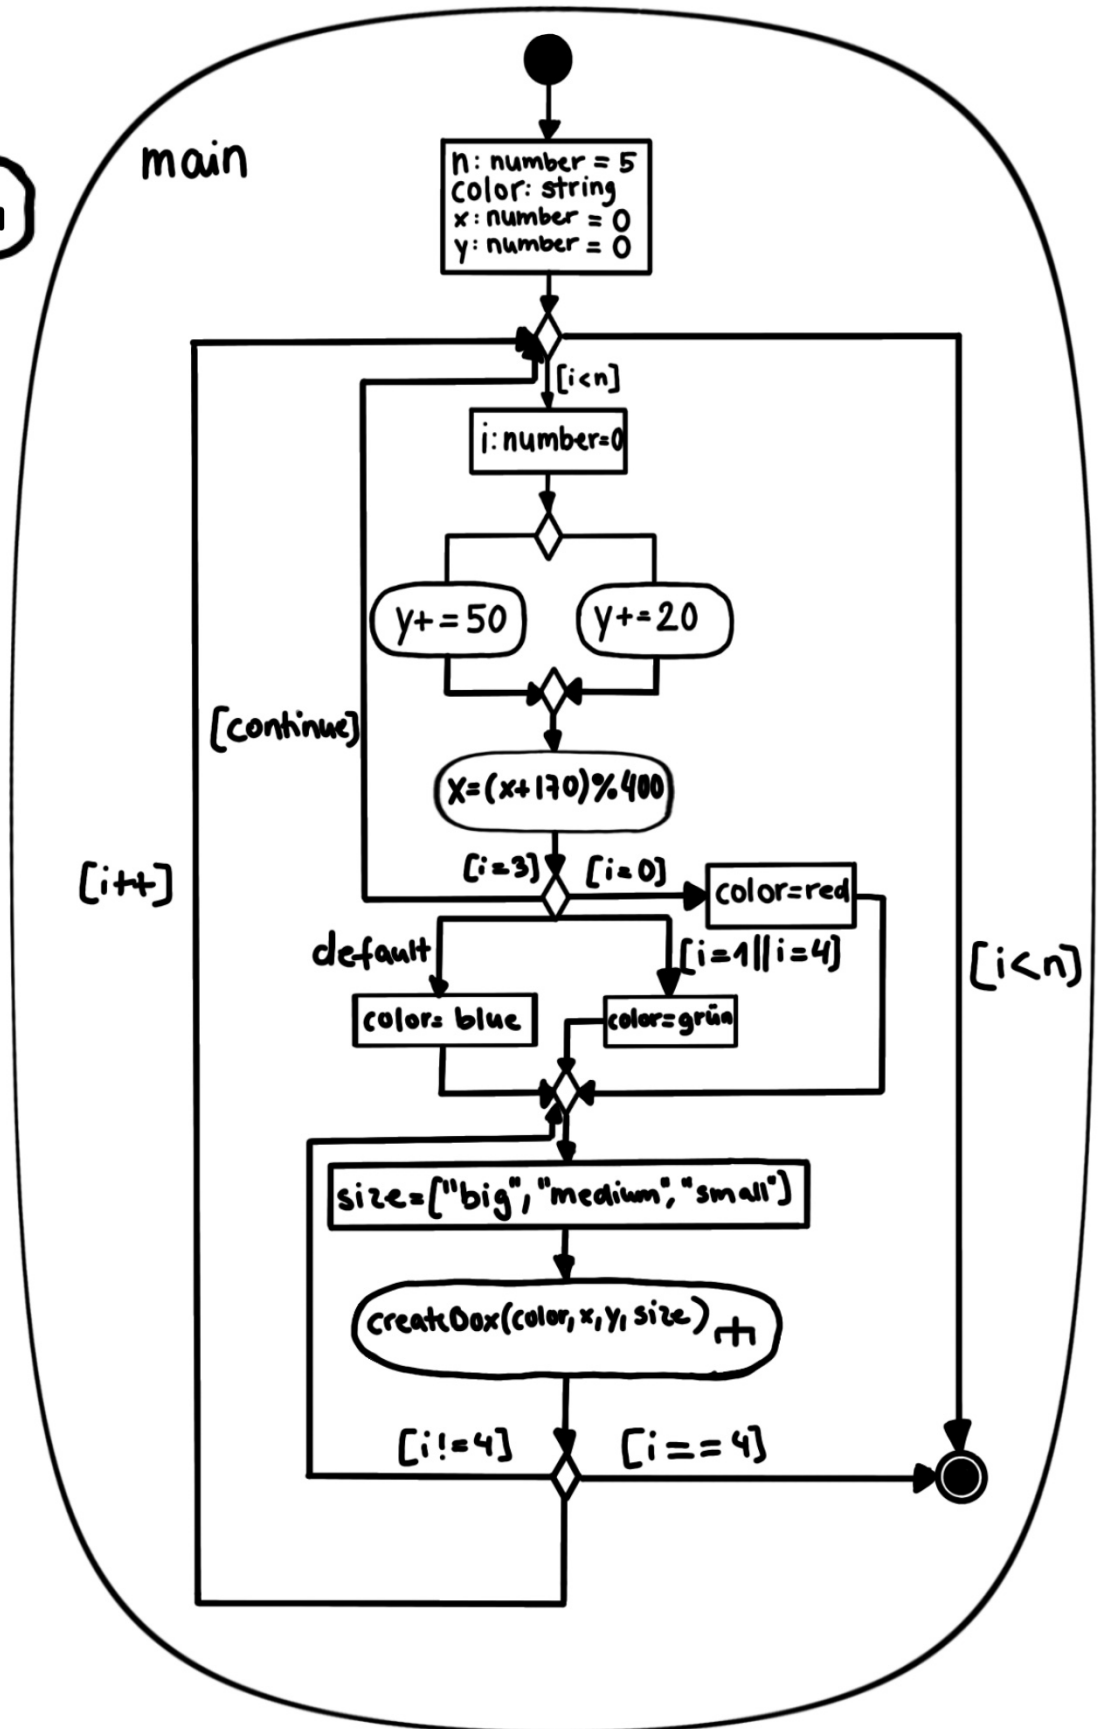 main
n: number = 5
color: string
x: number = 0
y: number = 0
[i<n]
i:number=0
y+=50
y+=20
[continue]
x=(x+170)%400
[i=3]
[i=0]
color=red
[i++]
default
[i=1||i=4]
[i<n]
color= blue
color=grün
size=["big", "medium", "small"]
createBox(color, x, y, size)
[i!=4]
[i==4]